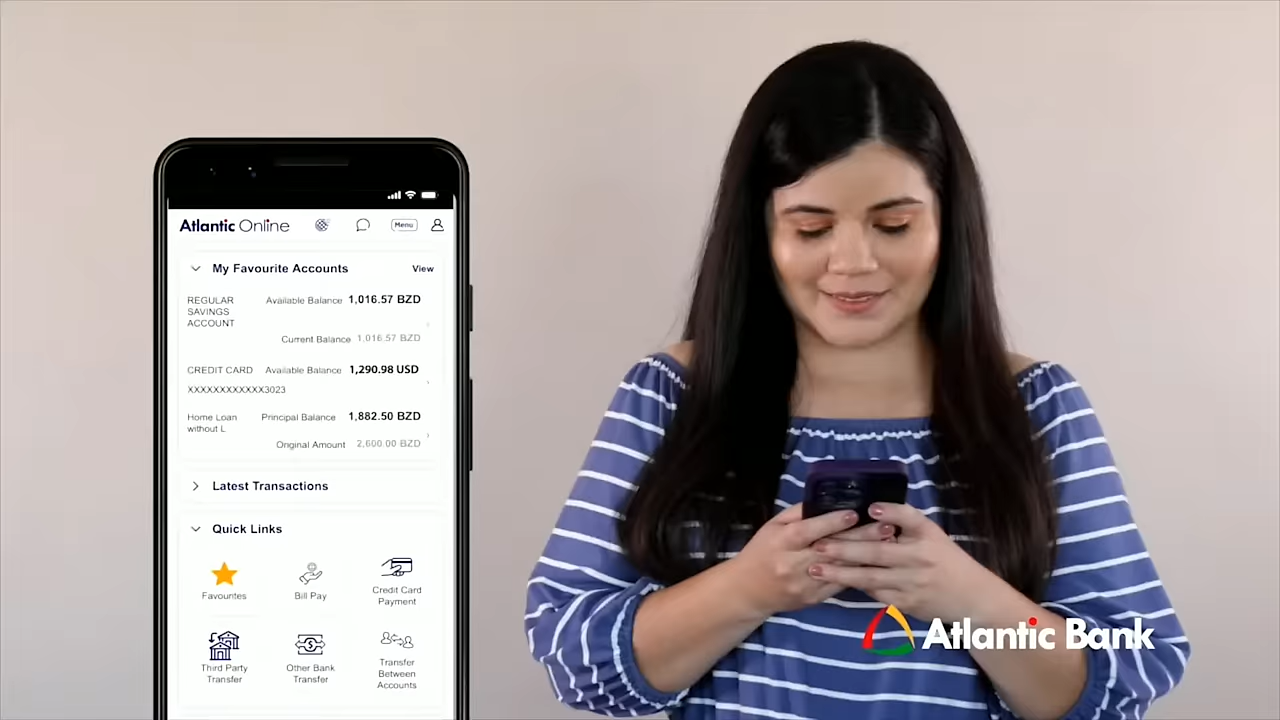 Atlantic Online
Menu
My Favourite Accounts View
REGULAR SAVINGS ACCOUNT
Available Balance 1,016.57 BZD
Current Balance 1,016.57 BZD
CREDIT CARD Available Balance 1,290.98 USD
XXXXXXXXXXXX3023
Home Loan without L
Principal Balance 1,882.50 BZD
Original Amount 2,600.00 BZD
Latest Transactions
Quick Links
Favourites
Bill Pay
Credit Card Payment
Third Party Transfer
Other Bank Transfer
Transfer Between Accounts
Atlantic Bank